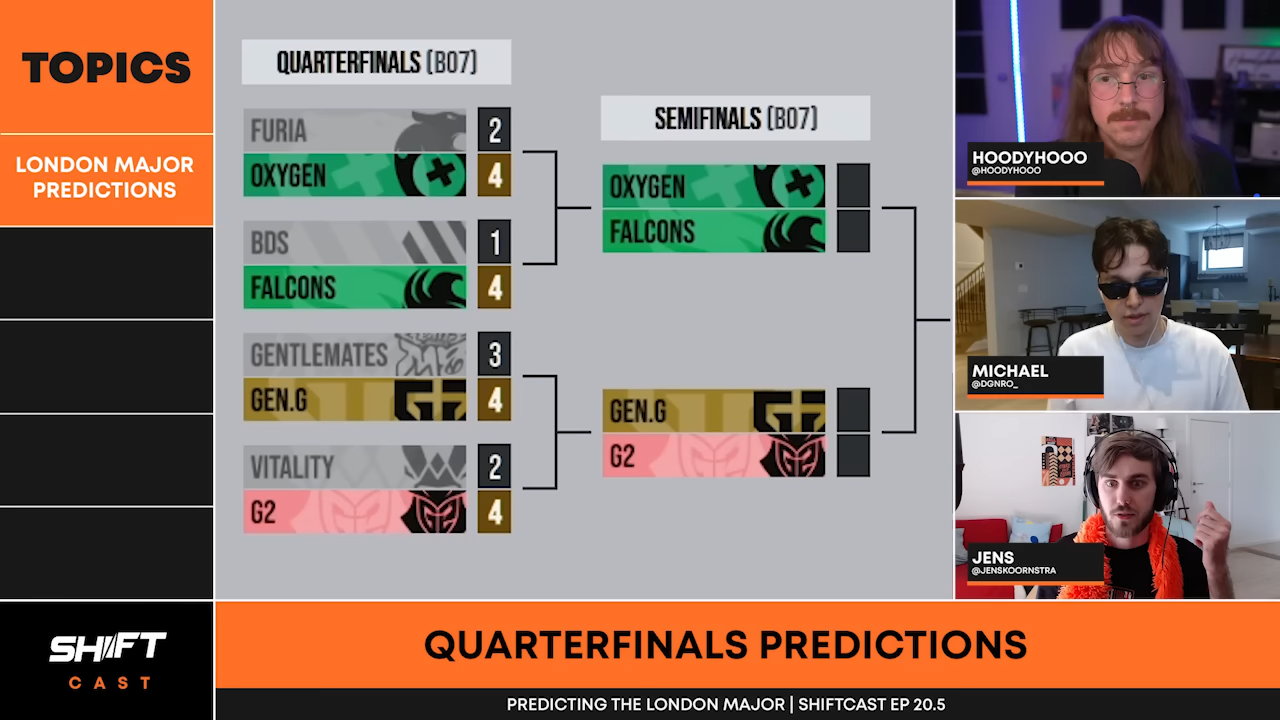 TOPICS
LONDON MAJOR
PREDICTIONS
SHIFT
CAST
QUARTERFINALS (BO7)
FURIA 2
OXYGEN 4
BDS 1
FALCONS 4
GENTLEMATES 3
GEN.G 4
VITALITY 2
G2 4
SEMIFINALS (BO7)
OXYGEN
FALCONS
GEN.G
G2
HOODYHOOO
@HOODYHOOO
MICHAEL
@DGNRO_
JENS
@JENSKOORNSTRA
QUARTERFINALS PREDICTIONS
PREDICTING THE LONDON MAJOR | SHIFTCAST EP 20.5